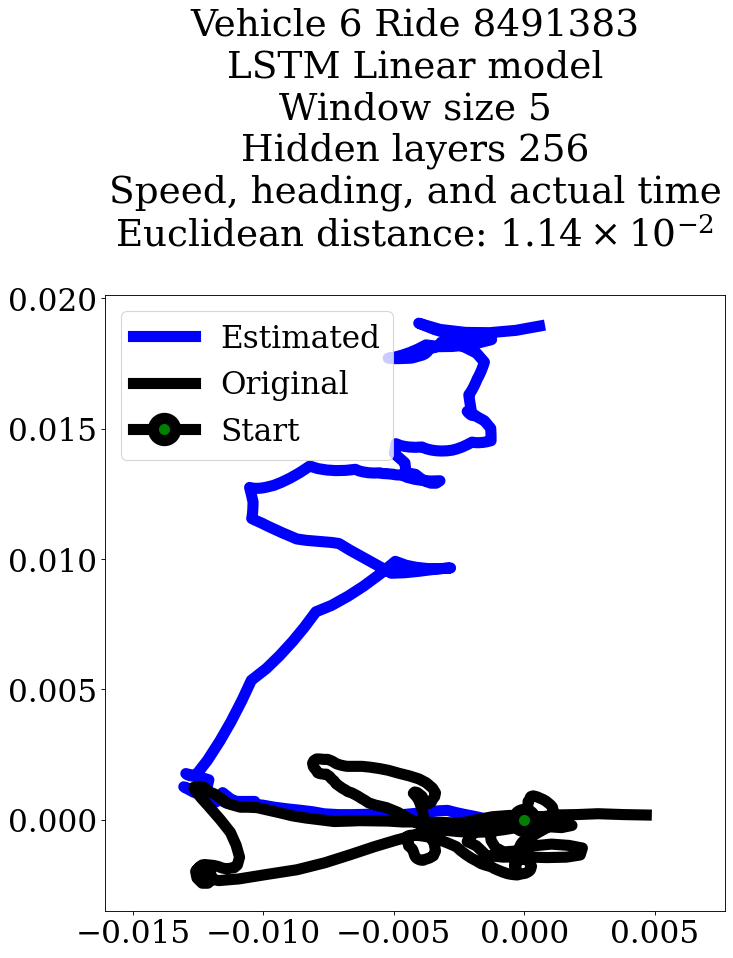 Vehicle 6 Ride 8491383
LSTM Linear model
Window size 5
Hidden layers 256
Speed, heading, and actual time
Euclidean distance: 1.14 × 10⁻²
0.020
Estimated
Original
0.015
Start
0.010
0.005
0.000
−0.015 −0.010 −0.005 0.000 0.005